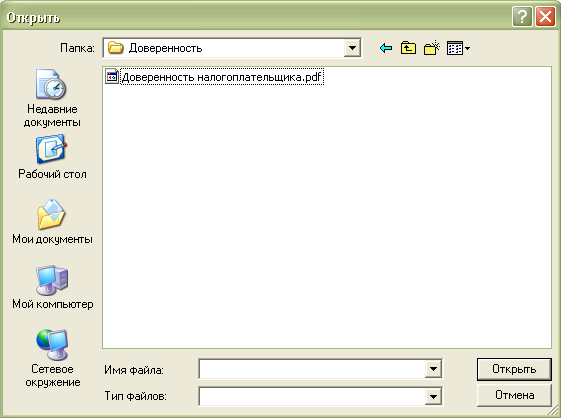 Открыть
Папка:
Доверенность
Доверенность налогоплательщика.pdf
Недавние
документы
Рабочий стол
Мои документы
Мой компьютер
Сетевое
окружение
Имя файла:
Открыть
Тип файлов:
Отмена